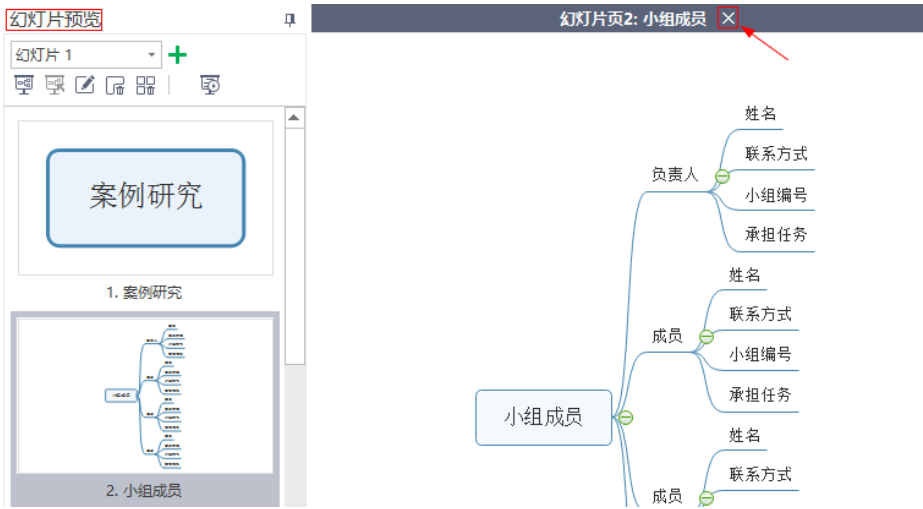 幻灯片预览
幻灯片 1
案例研究
1. 案例研究
2. 小组成员
幻灯片页2: 小组成员
小组成员
负责人
姓名
联系方式
小组编号
承担任务
成员
姓名
联系方式
小组编号
承担任务
成员
姓名
联系方式